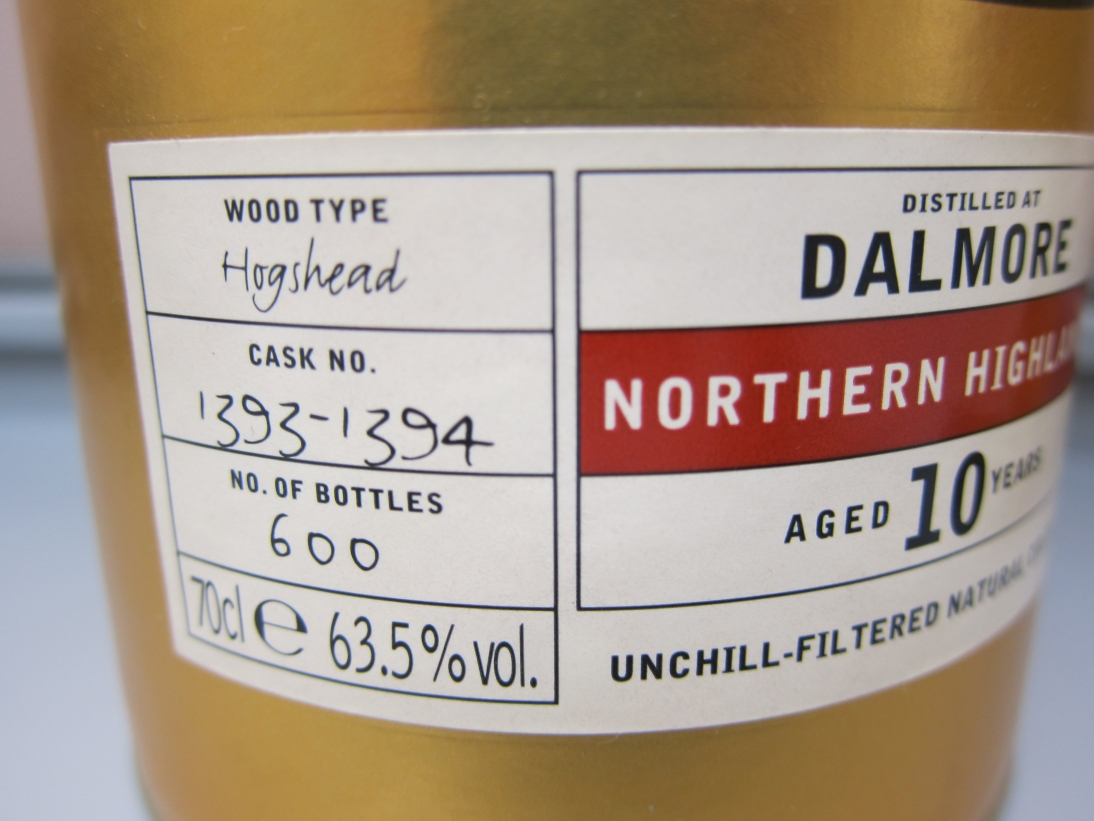 WOOD TYPE
Hogshead
CASK NO.
1393-1394
NO. OF BOTTLES
600
70cl e 63.5% vol.
DISTILLED AT
DALMORE
NORTHERN
AGED 10 YEARS
UNCHILL-FILTERED NATURAL